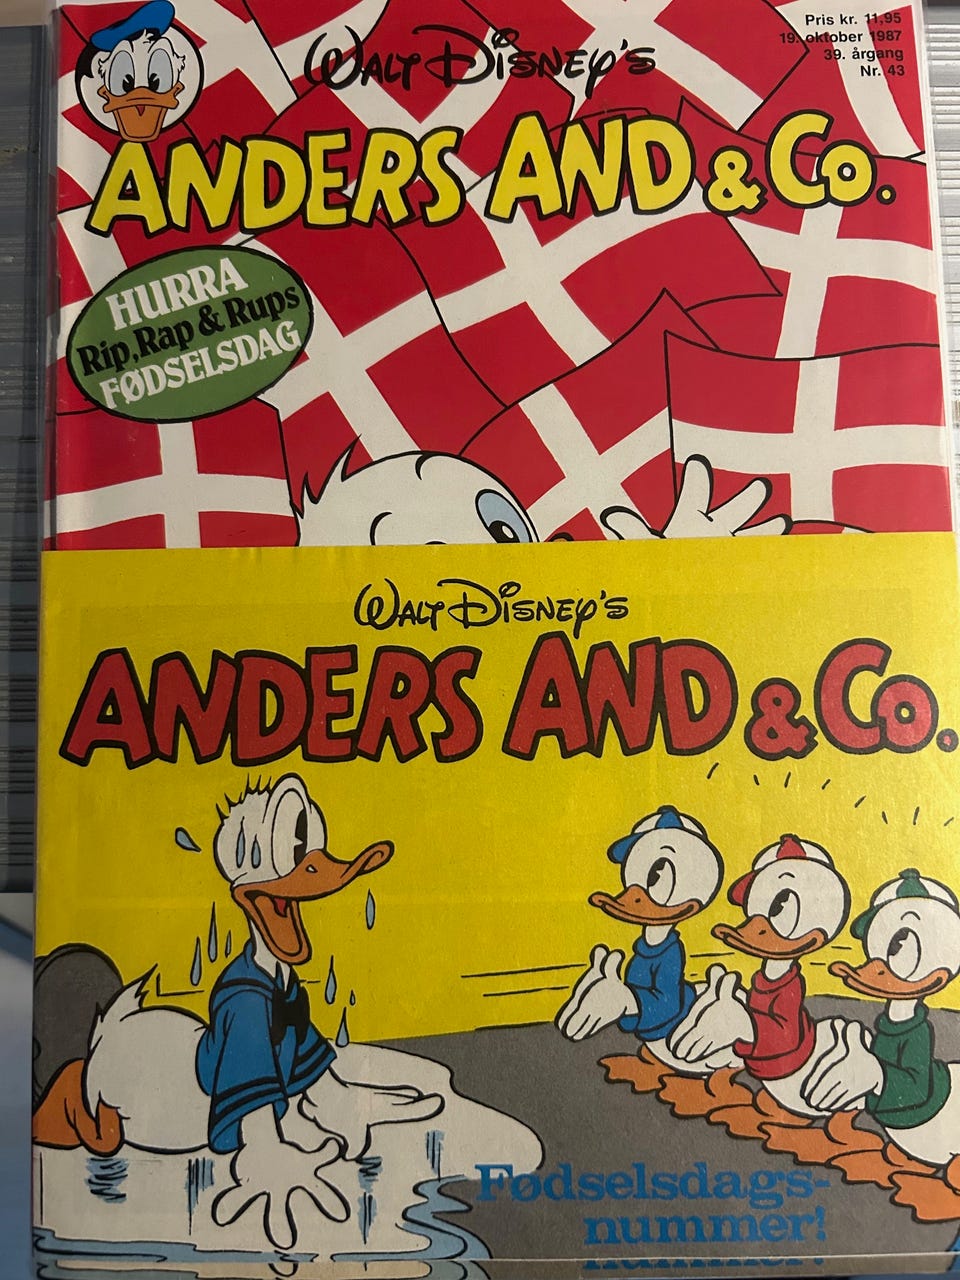 Pris kr. 11,95
19. oktober 1987
39. årgang
Nr. 43
WALT DISNEY'S
ANDERS AND & Co.
HURRA
Rip, Rap & Rups
FØDSELSDAG
WALT DISNEY'S
ANDERS AND & Co.
Fødselsdags-
nummer!
nummer!